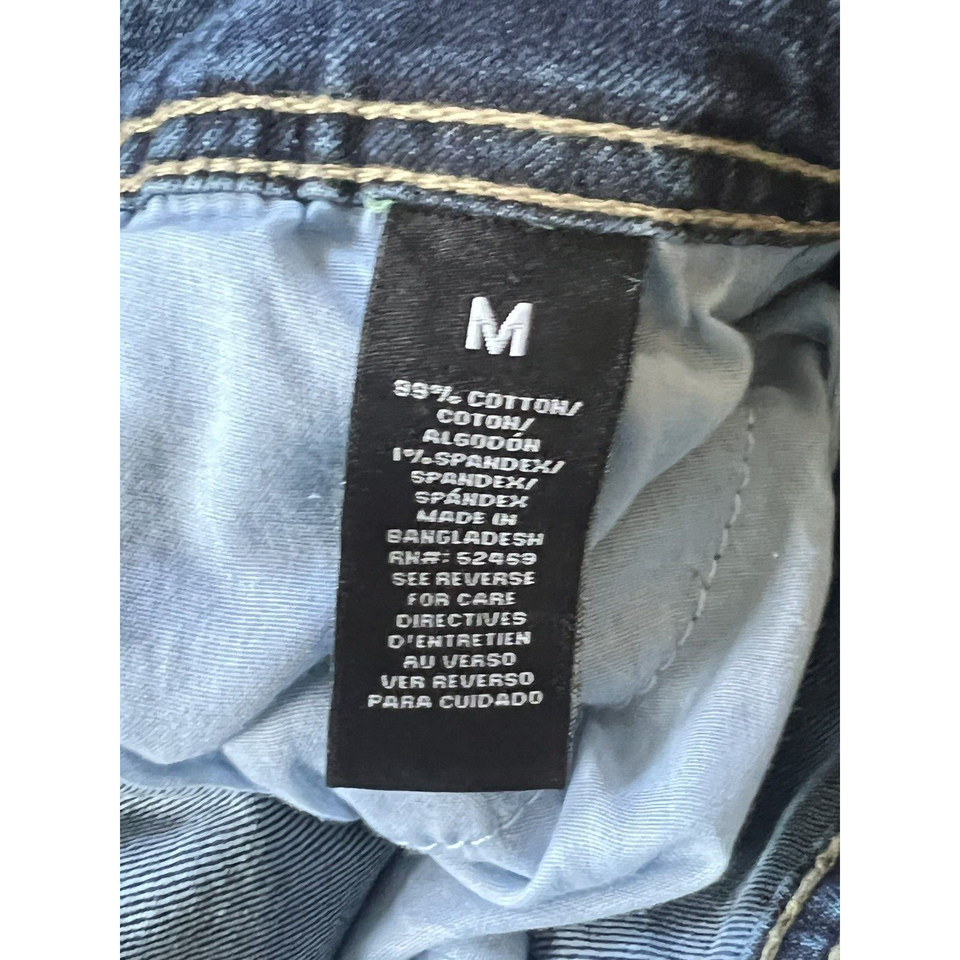 M
99% COTTON/
COTON/
ALGODÓN
1% SPANDEX/
SPANDEX/
SPÁNDEX
MADE IN
BANGLADESH
RN#: 52469
SEE REVERSE
FOR CARE
DIRECTIVES
D'ENTRETIEN
AU VERSO
VER REVERSO
PARA CUIDADO